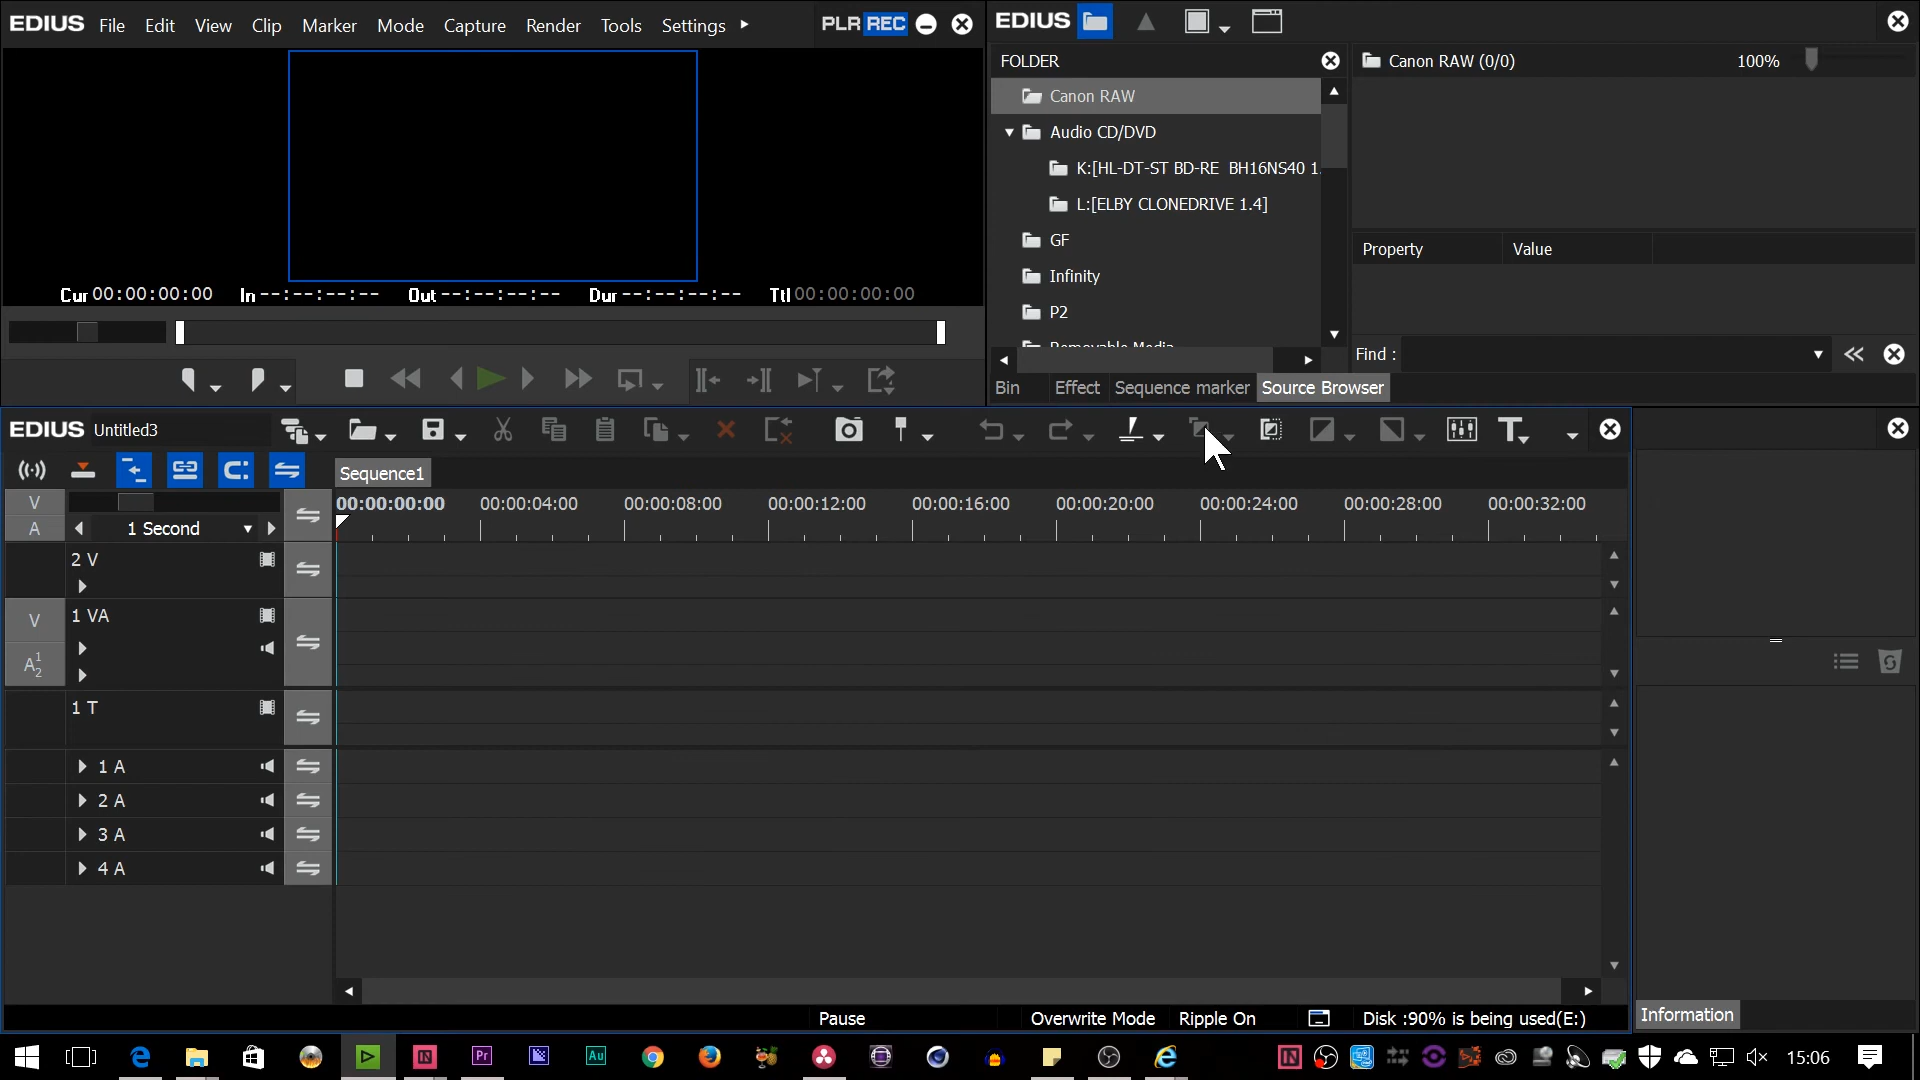 EDIUS File Edit View Clip Marker Mode Capture Render Tools Settings PLR REC
Cur 00:00:00:00 In --:--:--:-- Out --:--:--:-- Dur --:--:--:-- Ttl 00:00:00:00
EDIUS
FOLDER
Canon RAW
Audio CD/DVD
K:[HL-DT-ST BD-RE BH16NS40 1.
L:[ELBY CLONEDRIVE 1.4]
GF
Infinity
P2
Removable Media
Canon RAW (0/0) 100%
Property Value
Find :
Bin Effect Sequence marker Source Browser
EDIUS Untitled3
Sequence1
V 00:00:00:00 00:00:04:00 00:00:08:00 00:00:12:00 00:00:16:00 00:00:20:00 00:00:24:00 00:00:28:00 00:00:32:00
A 1 Second
2 V
V 1 VA
A 1 2
1 T
1 A
2 A
3 A
4 A
Pause Overwrite Mode Ripple On Disk :90% is being used(E:)
Information
Pr Au 15:06